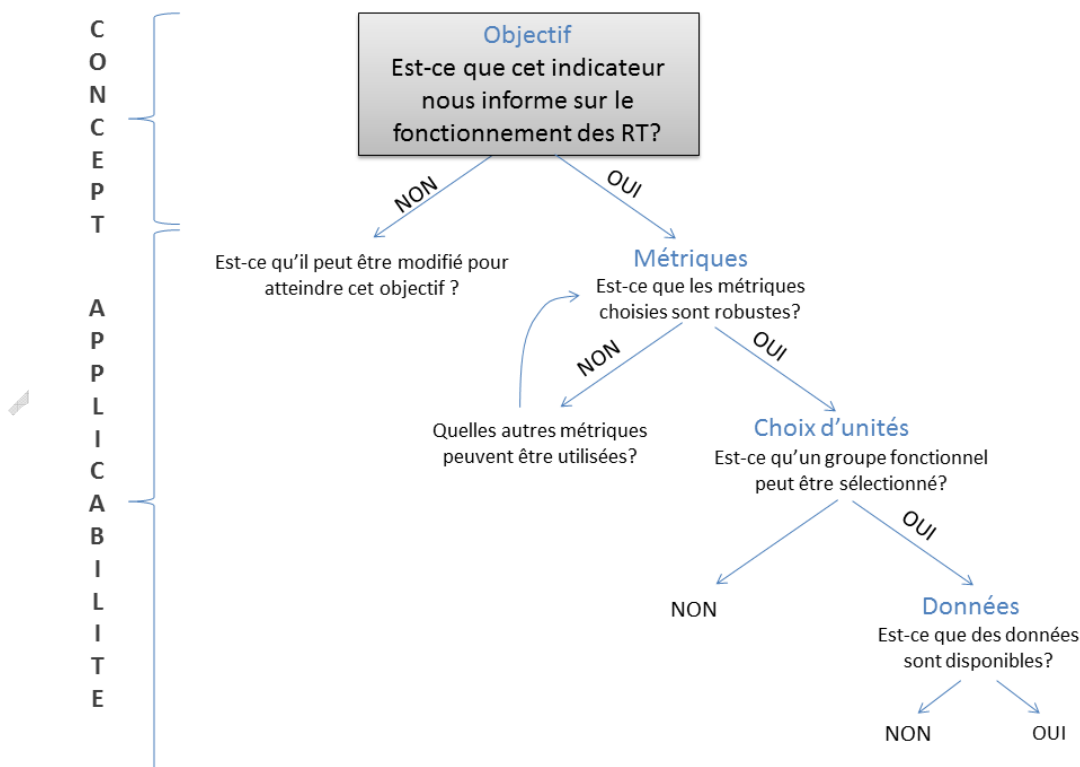 CONCEPT
APPLICABILITE
Objectif
Est-ce que cet indicateur
nous informe sur le
fonctionnement des RT?
NON
OUI
Est-ce qu'il peut être modifié pour
atteindre cet objectif ?
Métriques
Est-ce que les métriques
choisies sont robustes?
NON
OUI
Quelles autres métriques
peuvent être utilisées?
Choix d'unités
Est-ce qu'un groupe fonctionnel
peut être sélectionné?
OUI
NON
Données
Est-ce que des données
sont disponibles?
NON
OUI